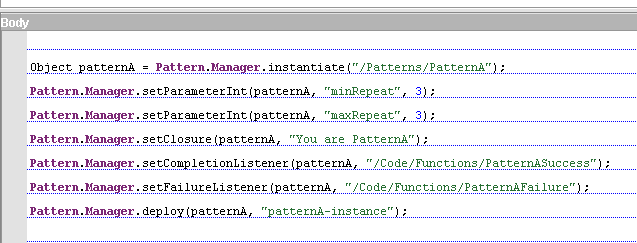 Body
Object patternA = Pattern.Manager.instantiate("/Patterns/PatternA");
Pattern.Manager.setParameterInt(patternA, "minRepeat", 3);
Pattern.Manager.setParameterInt(patternA, "maxRepeat", 3);
Pattern.Manager.setClosure(patternA, "You are PatternA");
Pattern.Manager.setCompletionListener(patternA, "/Code/Functions/PatternASuccess");
Pattern.Manager.setFailureListener(patternA, "/Code/Functions/PatternAFailure");
Pattern.Manager.deploy(patternA, "patternA-instance");